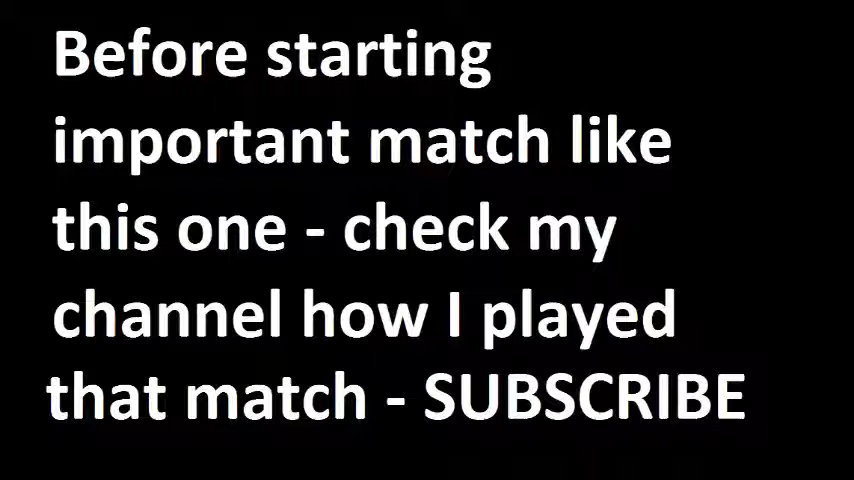 Before starting
important match like
this one - check my
channel how I played
that match - SUBSCRIBE